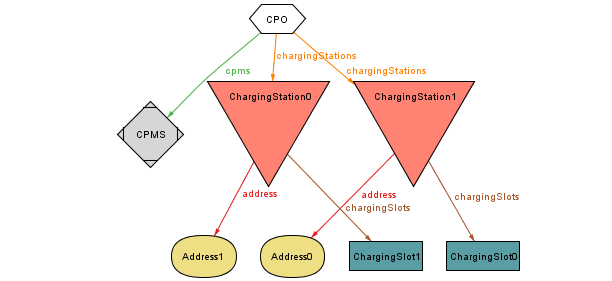 CPO
chargingStations
cpms
chargingStations
ChargingStation0
ChargingStation1
CPMS
address
address
chargingSlots
chargingSlots
Address1
Address0
ChargingSlot1
ChargingSlot0